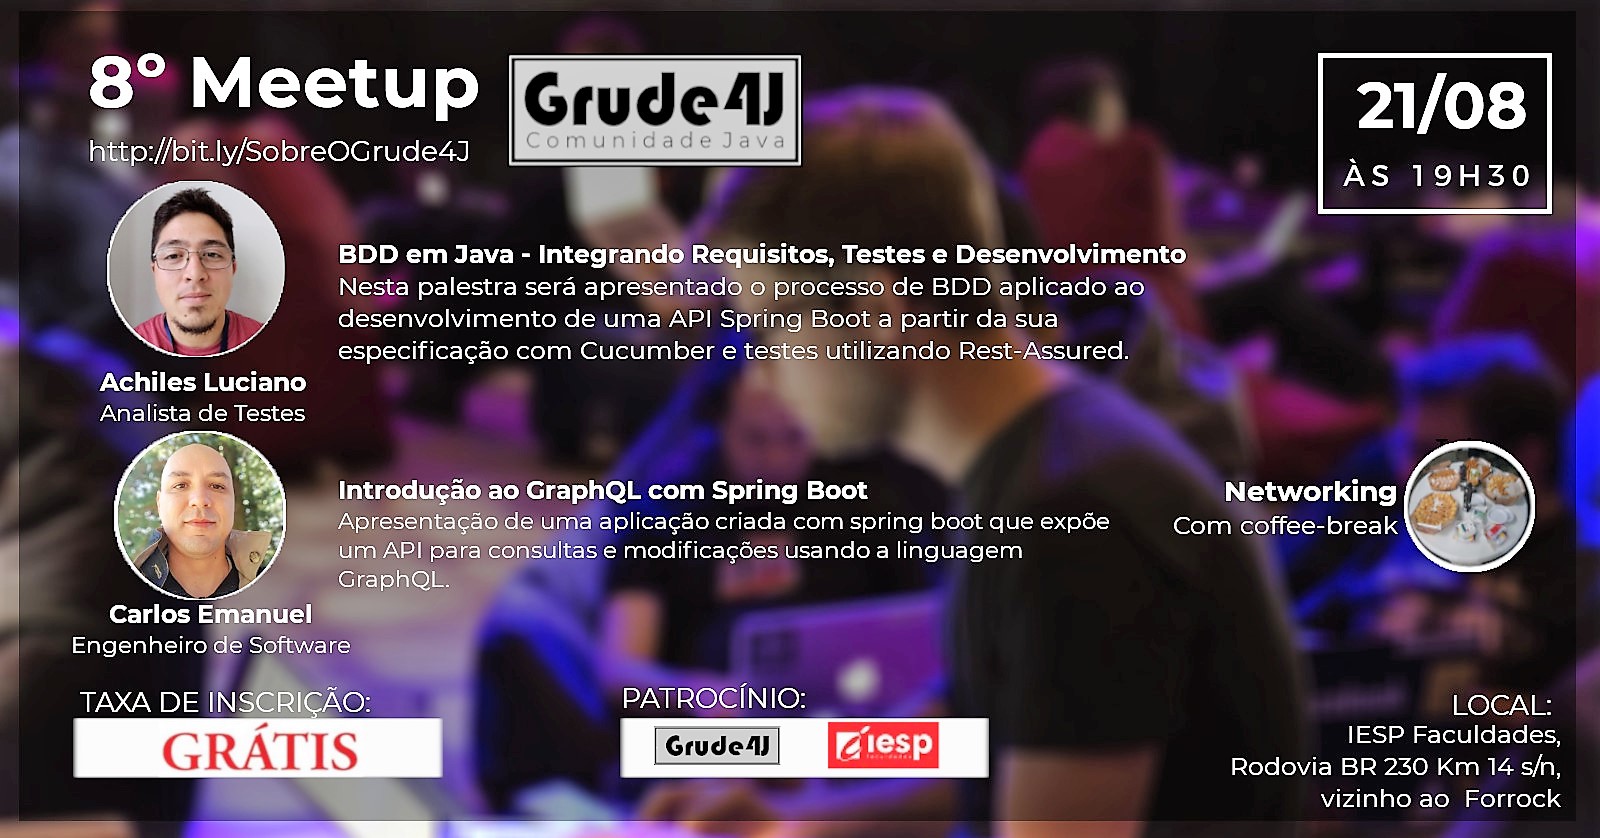 8º Meetup
Grude4J
Comunidade Java
http://bit.ly/SobreOGrude4J
21/08
ÀS 19H30
BDD em Java - Integrando Requisitos, Testes e Desenvolvimento
Nesta palestra será apresentado o processo de BDD aplicado ao
desenvolvimento de uma API Spring Boot a partir da sua
especificação com Cucumber e testes utilizando Rest-Assured.
Achiles Luciano
Analista de Testes
Introdução ao GraphQL com Spring Boot
Apresentação de uma aplicação criada com spring boot que expõe
um API para consultas e modificações usando a linguagem
GraphQL.
Carlos Emanuel
Engenheiro de Software
Networking
Com coffee-break
TAXA DE INSCRIÇÃO:
GRÁTIS
PATROCÍNIO:
Grude4J
iesp
faculdades
LOCAL:
IESP Faculdades,
Rodovia BR 230 Km 14 s/n,
vizinho ao Forrock